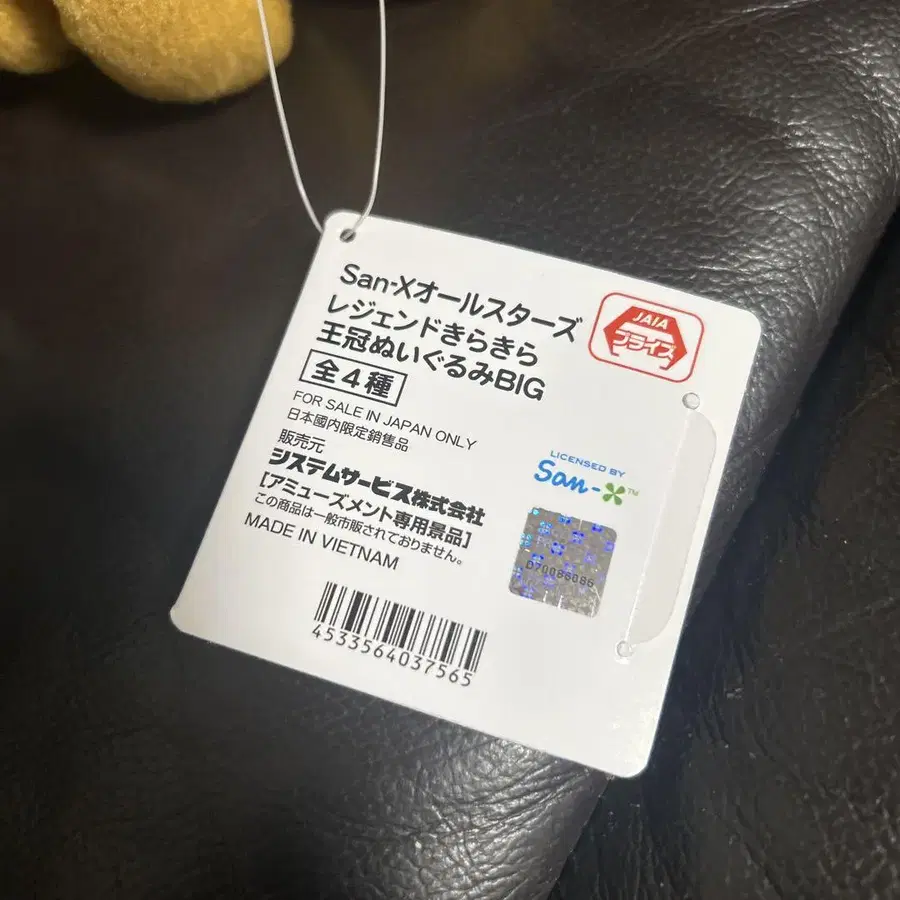 San-Xオールスターズ
レジェンドきらきら
王冠ぬいぐるみBIG
全4種
FOR SALE IN JAPAN ONLY
日本國内限定銷售品
販売元
システムサービス株式会社
[アミューズメント専用景品]
この商品は一般市販されておりません。
MADE IN VIETNAM
4533564037565
JAIA
プライズ
LICENSED BY
San-X™
D70086086